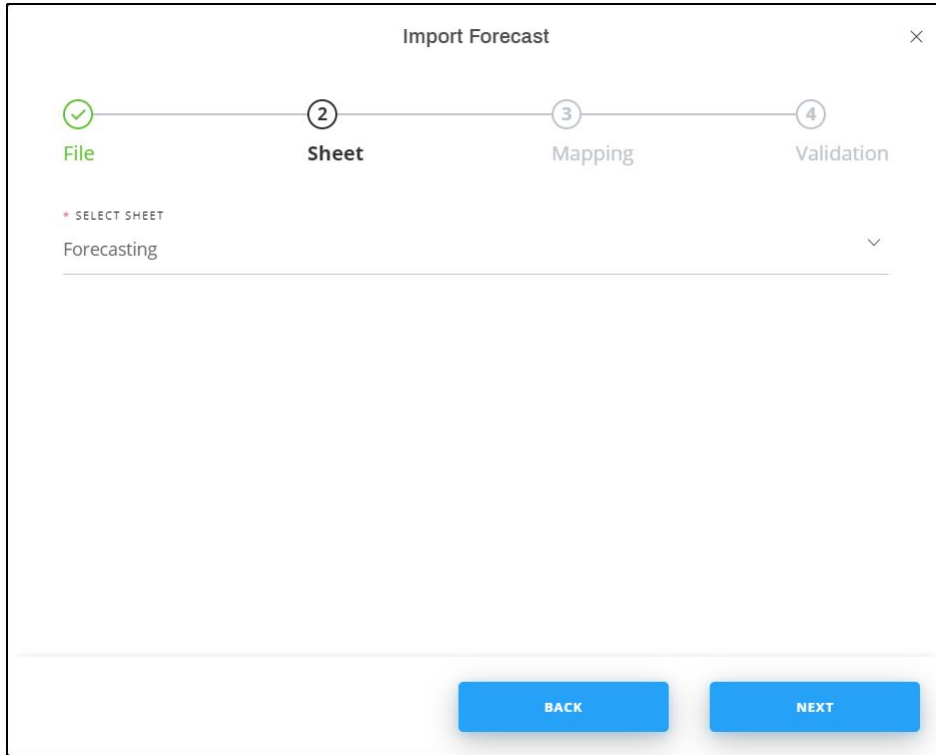 Import Forecast
2 3 4
File Sheet Mapping Validation
* SELECT SHEET
Forecasting
BACK NEXT